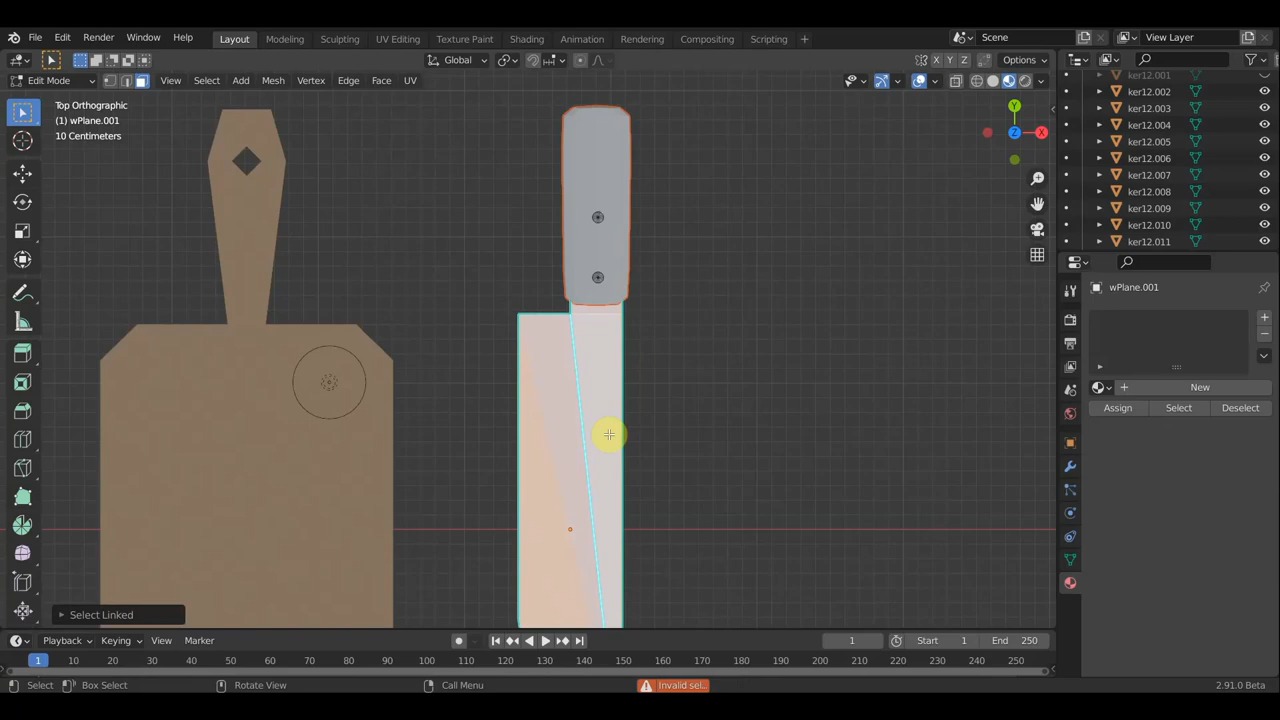 File Edit Render Window Help Layout Modeling Sculpting UV Editing Texture Paint Shading Animation Rendering Compositing Scripting + Scene View Layer
Global X Y Z Options
Edit Mode View Select Add Mesh Vertex Edge Face UV
Top Orthographic
(1) wPlane.001
10 Centimeters
Y
Z
X
ker12.001
ker12.002
ker12.003
ker12.004
ker12.005
ker12.006
ker12.007
ker12.008
ker12.009
ker12.010
ker12.011
wPlane.001
New
Assign Select Deselect
Select Linked
Playback Keying View Marker 1 Start 1 End 250
1 10 20 30 40 50 60 70 80 90 100 110 120 130 140 150 160 170 180 190 200 210 220 230 240 250
Select Box Select Rotate View Call Menu Invalid sel.. 2.91.0 Beta